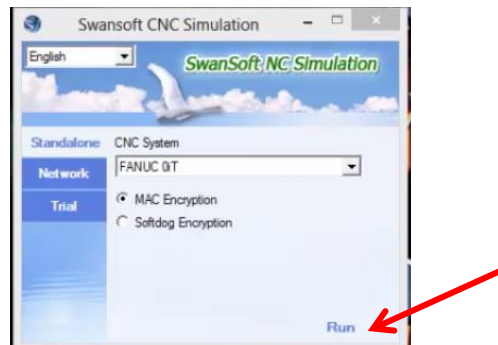 Swansoft CNC Simulation
English
SwanSoft NC Simulation
Standalone
CNC System
Network
FANUC 0iT
Trial
MAC Encryption
Softdog Encryption
Run